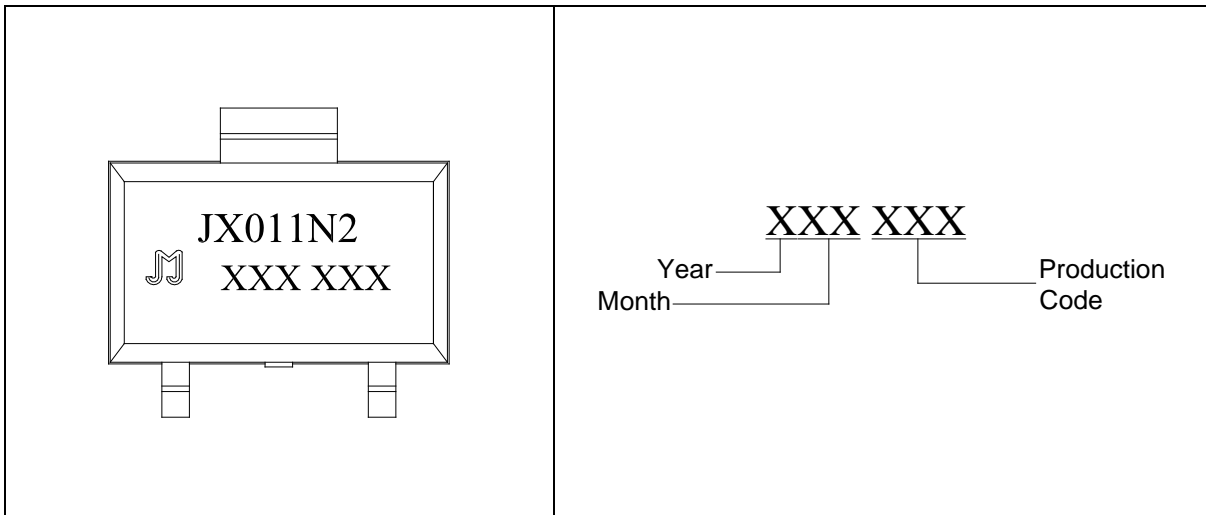 JX011N2
XXX XXX
XXX XXX
Year
Month
Production
Code